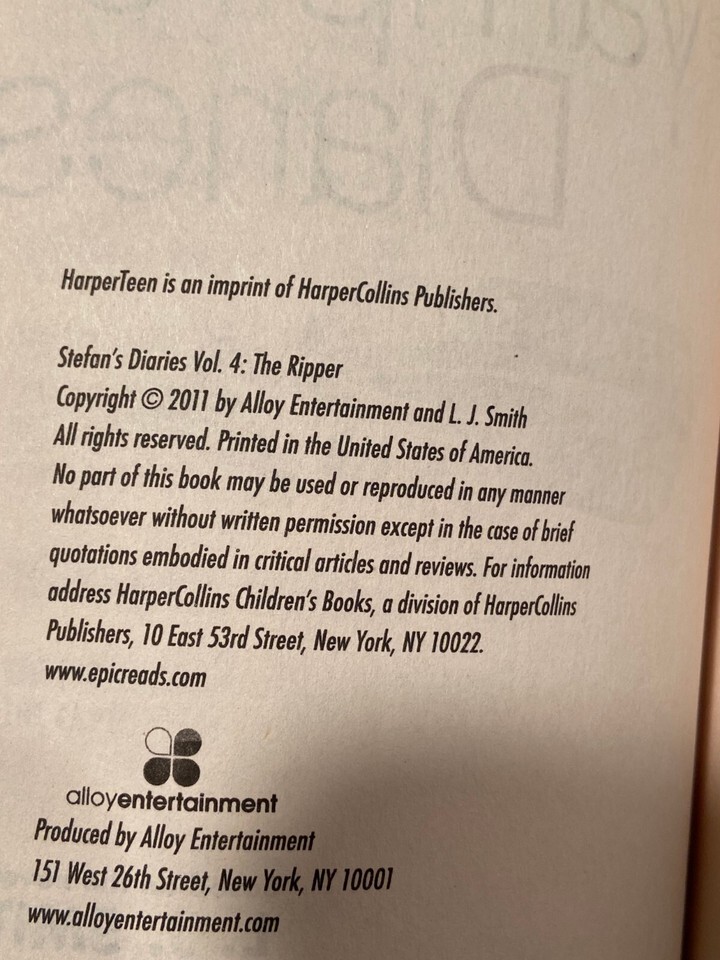 Diaries
HarperTeen is an imprint of HarperCollins Publishers.
Stefan's Diaries Vol. 4: The Ripper
Copyright © 2011 by Alloy Entertainment and L. J. Smith
All rights reserved. Printed in the United States of America.
No part of this book may be used or reproduced in any manner
whatsoever without written permission except in the case of brief
quotations embodied in critical articles and reviews. For information
address HarperCollins Children's Books, a division of HarperCollins
Publishers, 10 East 53rd Street, New York, NY 10022.
www.epicreads.com
alloyentertainment
Produced by Alloy Entertainment
151 West 26th Street, New York, NY 10001
www.alloyentertainment.com